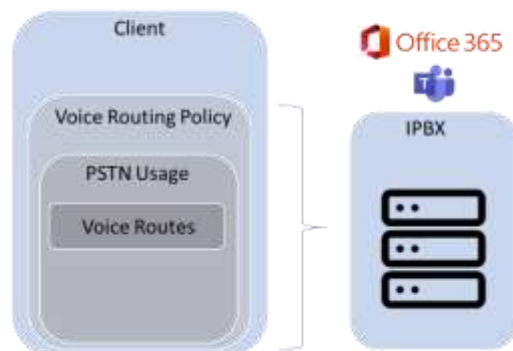 Client
Office 365
Voice Routing Policy
IPBX
PSTN Usage
Voice Routes